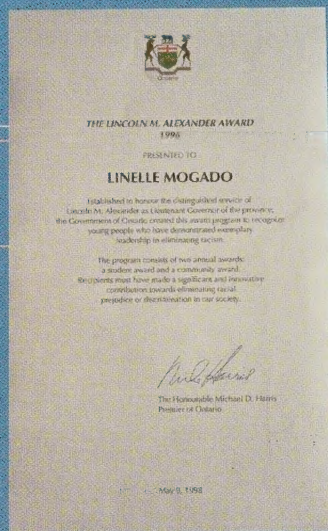 Ontario
THE LINCOLN M. ALEXANDER AWARD
1998
PRESENTED TO
LINELLE MOGADO
Established to honour the distinguished service of
Lincoln M. Alexander as Lieutenant Governor of the province,
the Government of Ontario created this award program to recognize
young people who have demonstrated exemplary
leadership in eliminating racism.
The program consists of two annual awards:
a student award and a community award.
Recipients must have made a significant and innovative
contribution towards eliminating racial
prejudice or discrimination in our society.
The Honourable Michael D. Harris
Premier of Ontario
May 9, 1998